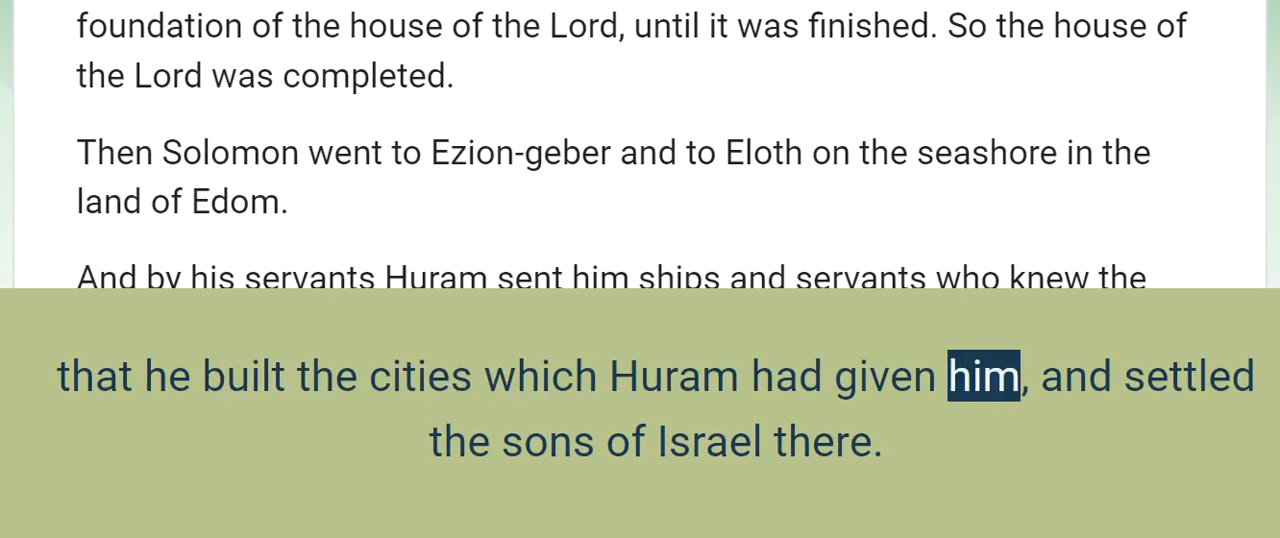 foundation of the house of the Lord, until it was finished. So the house of
the Lord was completed.
Then Solomon went to Ezion-geber and to Eloth on the seashore in the
land of Edom.
And by his servants Huram sent him ships and servants who knew the
that he built the cities which Huram had given him, and settled
the sons of Israel there.